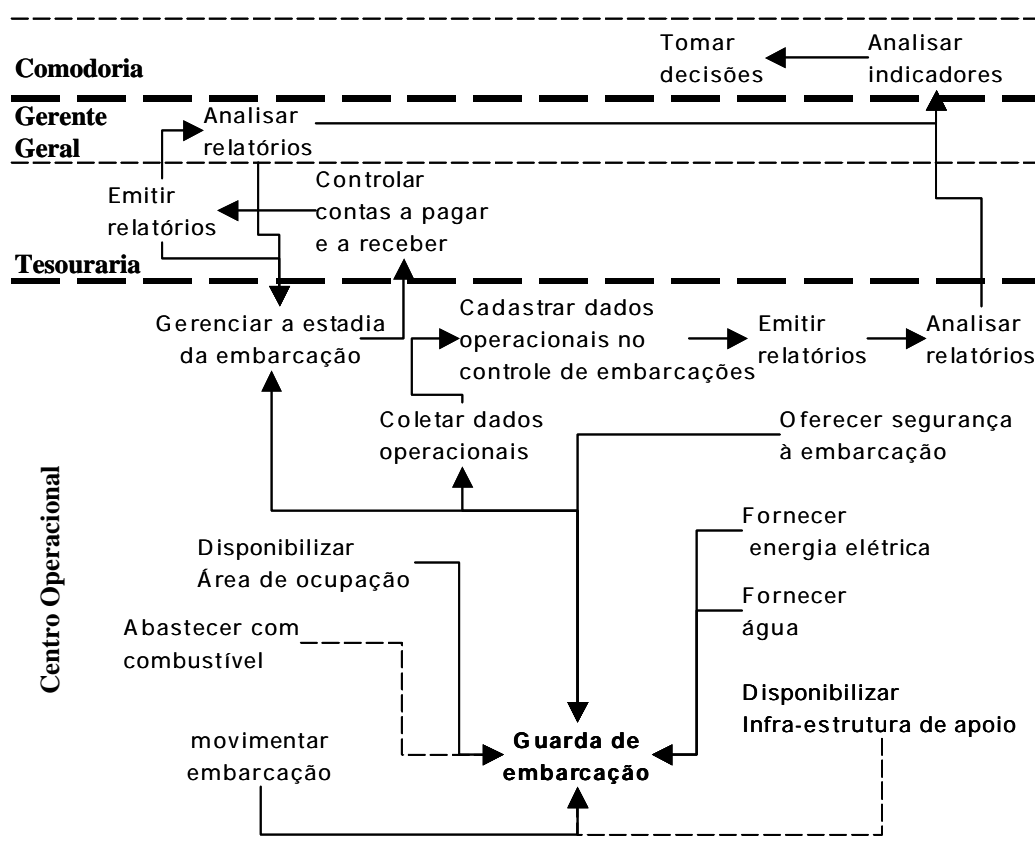 Tomar
decisões
Analisar
indicadores
Comodoria
Gerente
Geral
Analisar
relatórios
Controlar
contas a pagar
e a receber
Emitir
relatórios
Tesouraria
Gerenciar a estadia
da embarcação
Cadastrar dados
operacionais no
controle de embarcações
Emitir
relatórios
Analisar
relatórios
Coletar dados
operacionais
Oferecer segurança
à embarcação
Centro Operacional
Disponibilizar
Área de ocupação
Fornecer
energia elétrica
Fornecer
água
Abastecer com
combustível
Disponibilizar
Infra-estrutura de apoio
movimentar
embarcação
Guarda de
embarcação